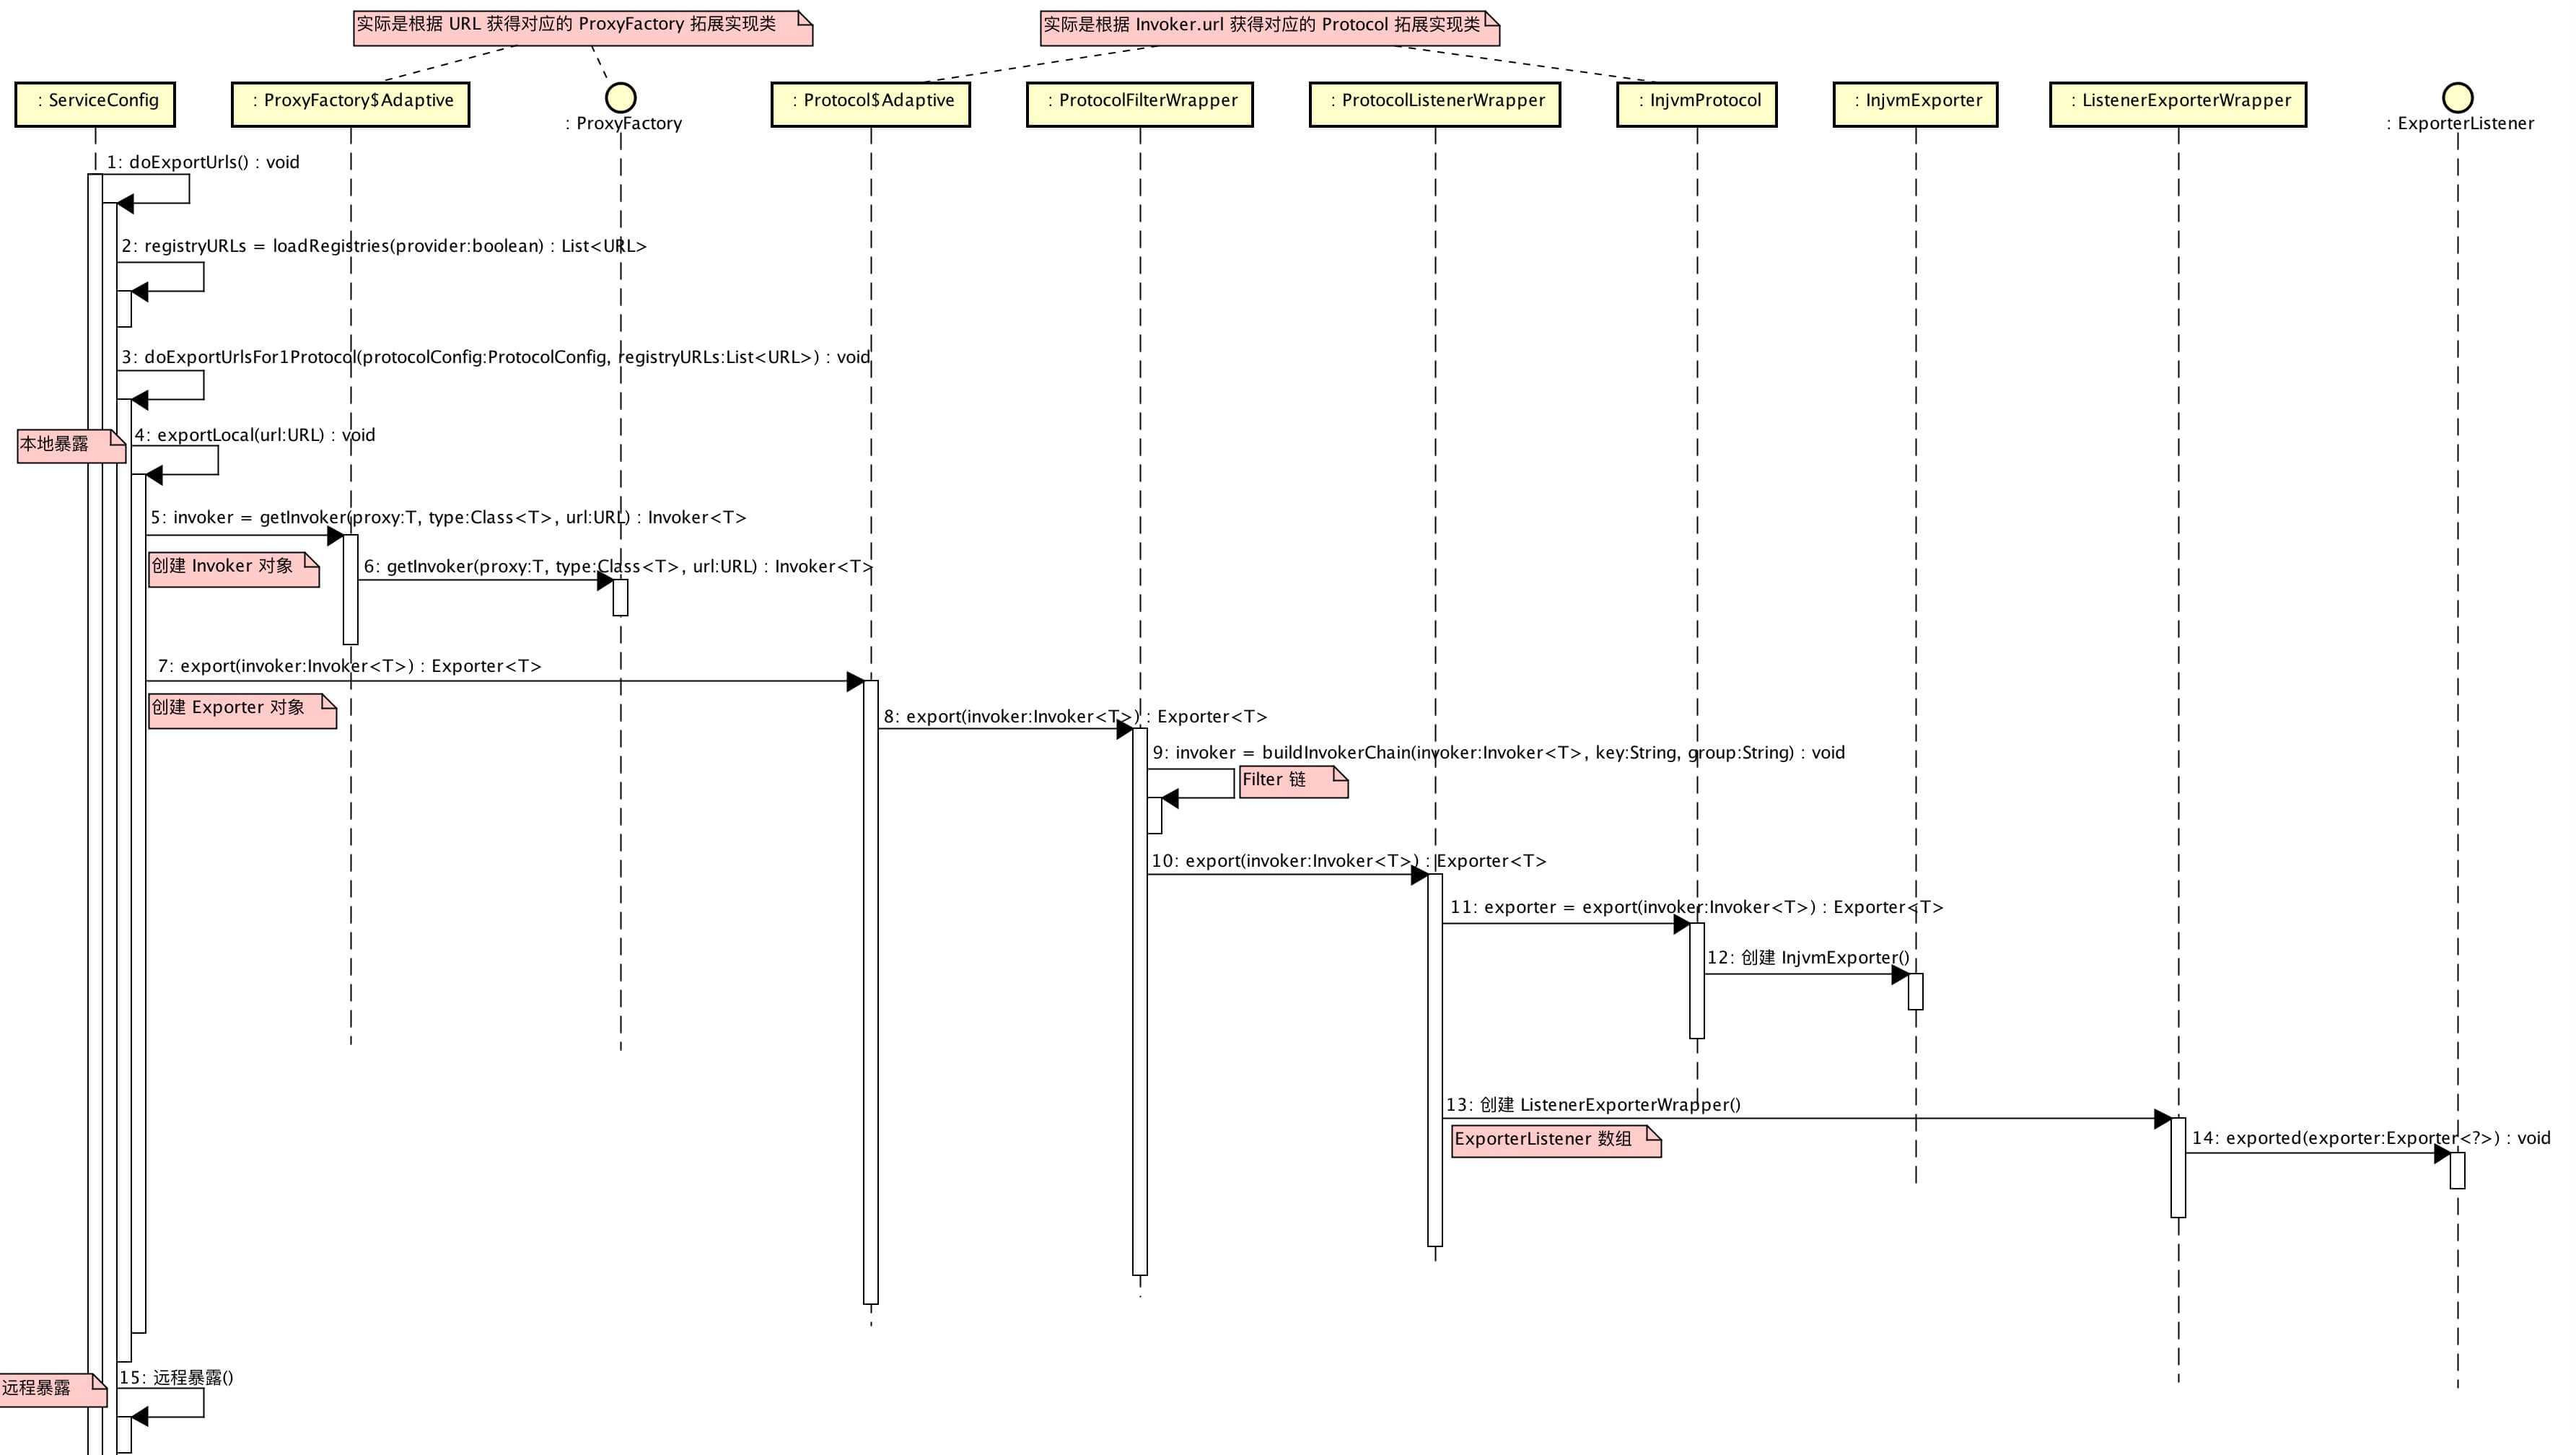 实际是根据 URL 获得对应的 ProxyFactory 拓展实现类
实际是根据 Invoker.url 获得对应的 Protocol 拓展实现类
: ServiceConfig
: ProxyFactory$Adaptive
: ProxyFactory
: Protocol$Adaptive
: ProtocolFilterWrapper
: ProtocolListenerWrapper
: InjvmProtocol
: InjvmExporter
: ListenerExporterWrapper
: ExporterListener
1: doExportUrls() : void
2: registryURLs = loadRegistries(provider:boolean) : List<URL>
3: doExportUrlsFor1Protocol(protocolConfig:ProtocolConfig, registryURLs:List<URL>) : void
本地暴露
4: exportLocal(url:URL) : void
5: invoker = getInvoker(proxy:T, type:Class<T>, url:URL) : Invoker<T>
创建 Invoker 对象
6: getInvoker(proxy:T, type:Class<T>, url:URL) : Invoker<T>
7: export(invoker:Invoker<T>) : Exporter<T>
创建 Exporter 对象
8: export(invoker:Invoker<T>) : Exporter<T>
9: invoker = buildInvokerChain(invoker:Invoker<T>, key:String, group:String) : void
Filter 链
10: export(invoker:Invoker<T>) : Exporter<T>
11: exporter = export(invoker:Invoker<T>) : Exporter<T>
12: 创建 InjvmExporter()
13: 创建 ListenerExporterWrapper()
ExporterListener 数组
14: exported(exporter:Exporter<?>) : void
远程暴露
15: 远程暴露()